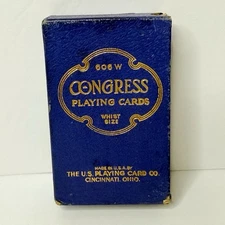 606 W
CONGRESS
PLAYING CARDS
WHIST
SIZE
MADE IN U.S.A. BY
THE U.S. PLAYING CARD CO.
CINCINNATI, OHIO.